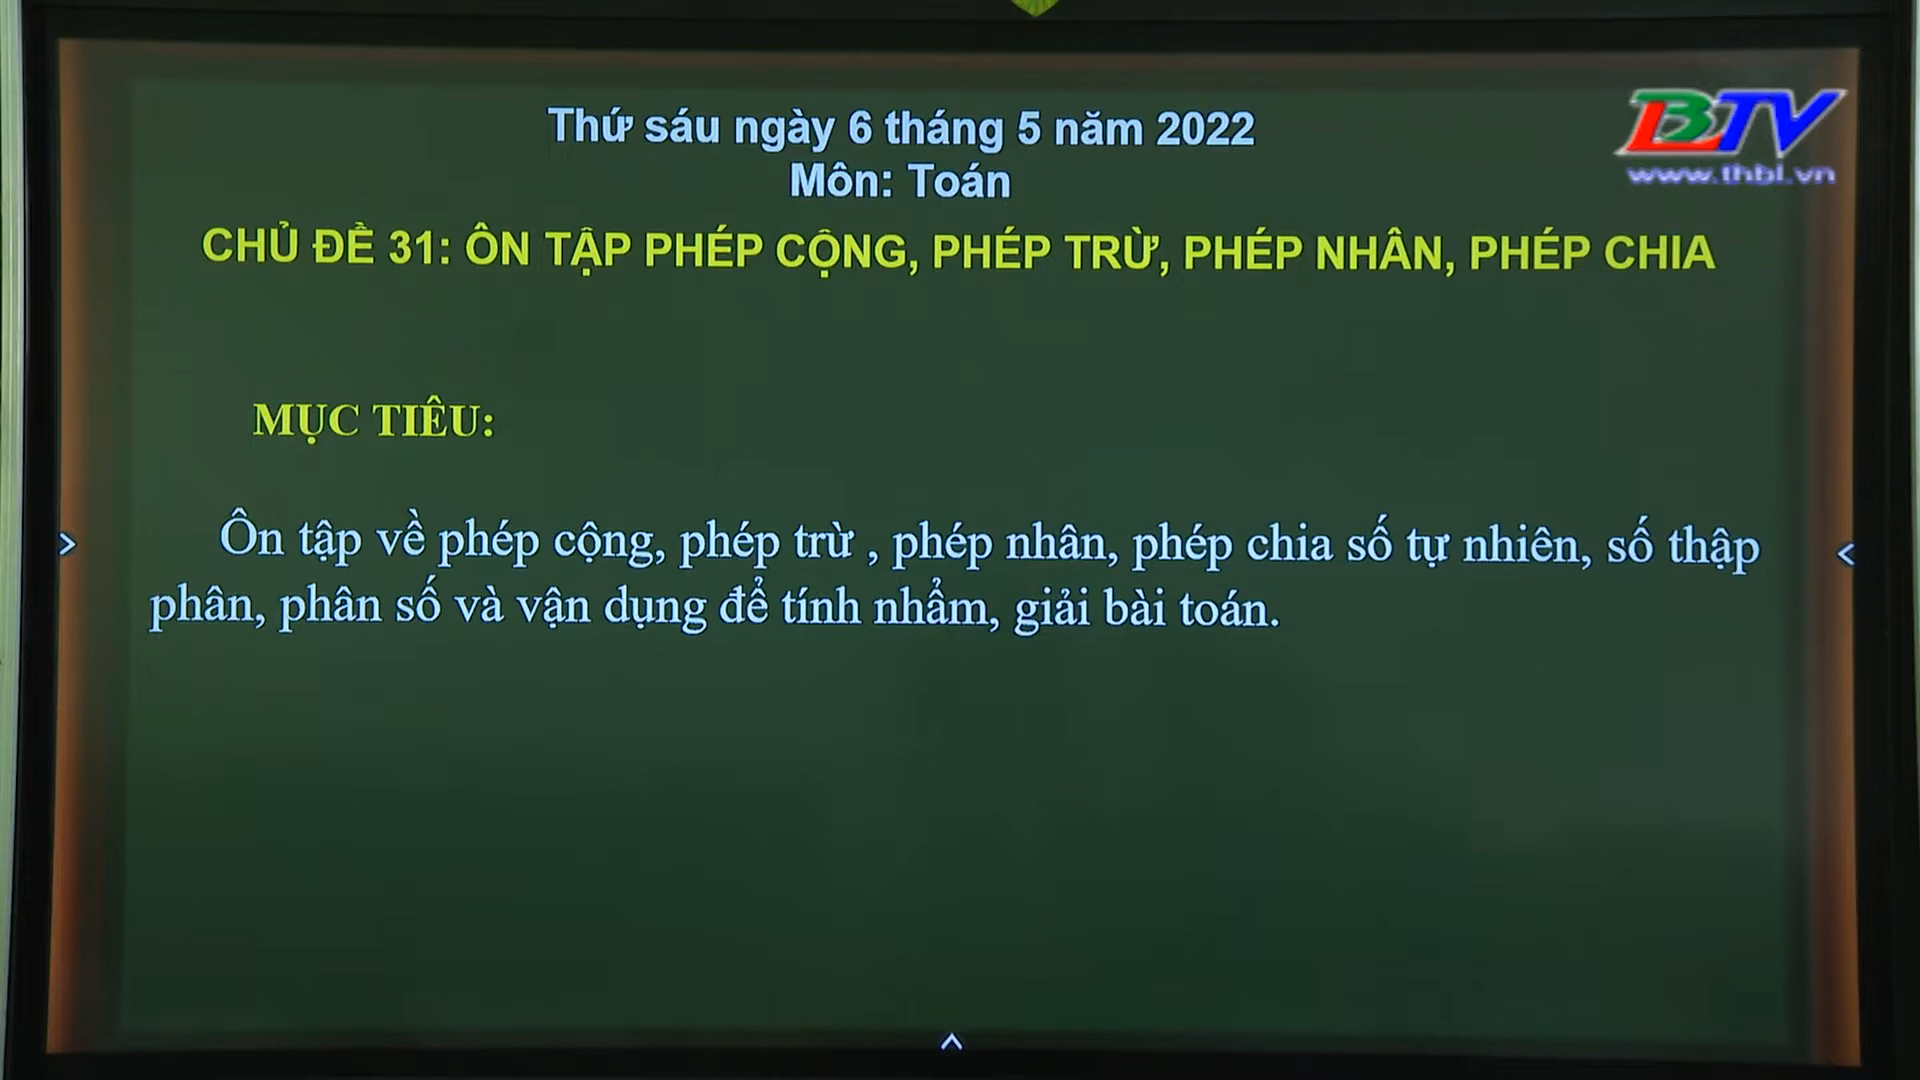 BTV
www.thbl.vn
Thứ sáu ngày 6 tháng 5 năm 2022
Môn: Toán
CHỦ ĐỀ 31: ÔN TẬP PHÉP CỘNG, PHÉP TRỪ, PHÉP NHÂN, PHÉP CHIA
MỤC TIÊU:
Ôn tập về phép cộng, phép trừ , phép nhân, phép chia số tự nhiên, số thập
phân, phân số và vận dụng để tính nhẩm, giải bài toán.